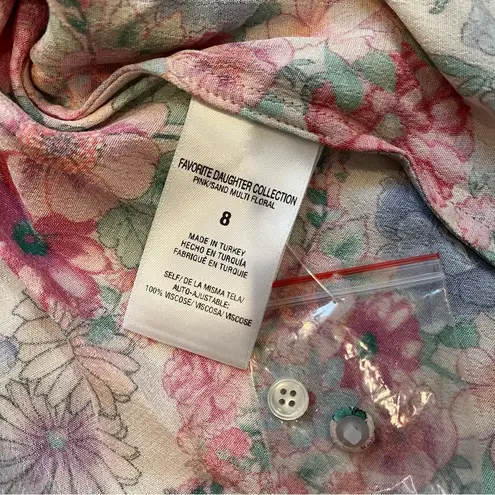 FAVORITE DAUGHTER COLLECTION
PINK/SAND MULTI FLORAL
8
MADE IN TURKEY
HECHO EN TURQUÍA
FABRIQUÉ EN TURQUIE
SELF/ DE LA MISMA TELA/
AUTO-AJUSTABLE:
100% VISCOSE/ VISCOSA/ VISCOSE